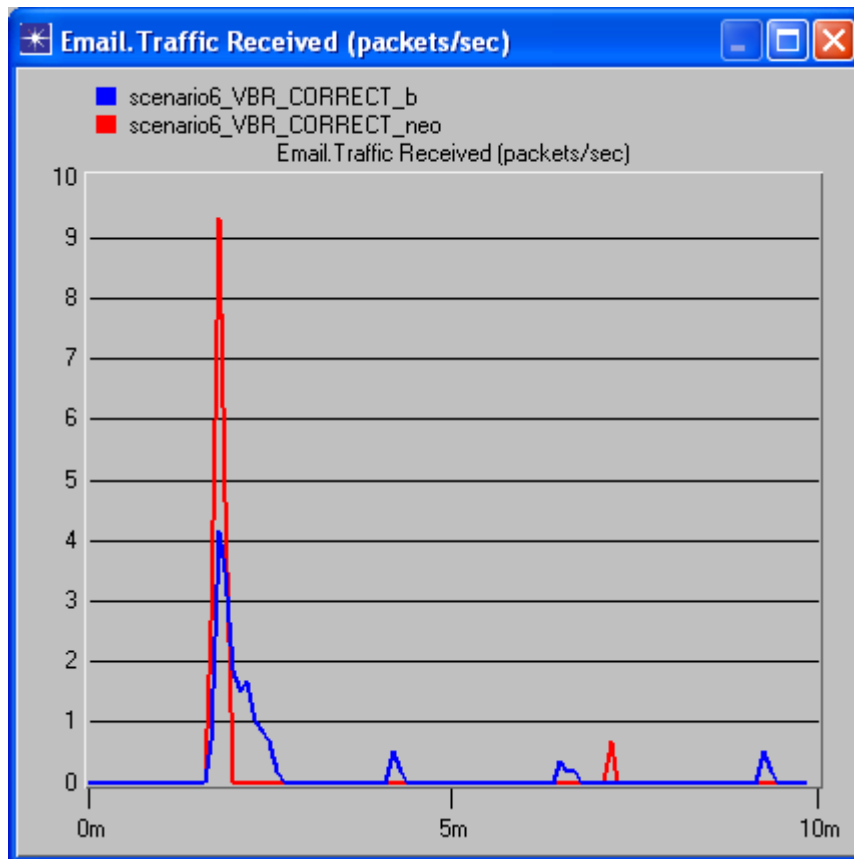 Email.Traffic Received (packets/sec)
scenario6_VBR_CORRECT_b
scenario6_VBR_CORRECT_neo
Email.Traffic Received (packets/sec)
10
9
8
7
6
5
4
3
2
1
0
0m 5m 10m